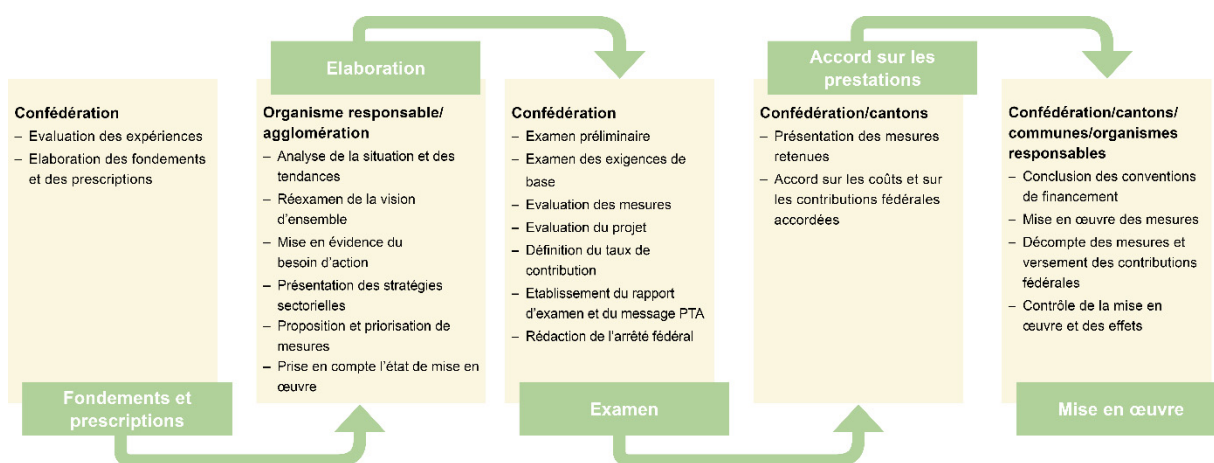 Confédération
– Evaluation des expériences
– Elaboration des fondements
et des prescriptions
Fondements et
prescriptions
Elaboration
Organisme responsable/
agglomération
– Analyse de la situation et des
tendances
– Réexamen de la vision
d'ensemble
– Mise en évidence du
besoin d'action
– Présentation des stratégies
sectorielles
– Proposition et priorisation de
mesures
– Prise en compte l'état de mise en
œuvre
Confédération
– Examen préliminaire
– Examen des exigences de
base
– Evaluation des mesures
– Evaluation du projet
– Définition du taux de
contribution
– Etablissement du rapport
d'examen et du message PTA
– Rédaction de l'arrêté fédéral
Examen
Accord sur les
prestations
Confédération/cantons
– Présentation des mesures
retenues
– Accord sur les coûts et sur
les contributions fédérales
accordées
Confédération/cantons/
communes/organismes
responsables
– Conclusion des conventions
de financement
– Mise en œuvre des mesures
– Décompte des mesures et
versement des contributions
fédérales
– Contrôle de la mise en
œuvre et des effets
Mise en œuvre